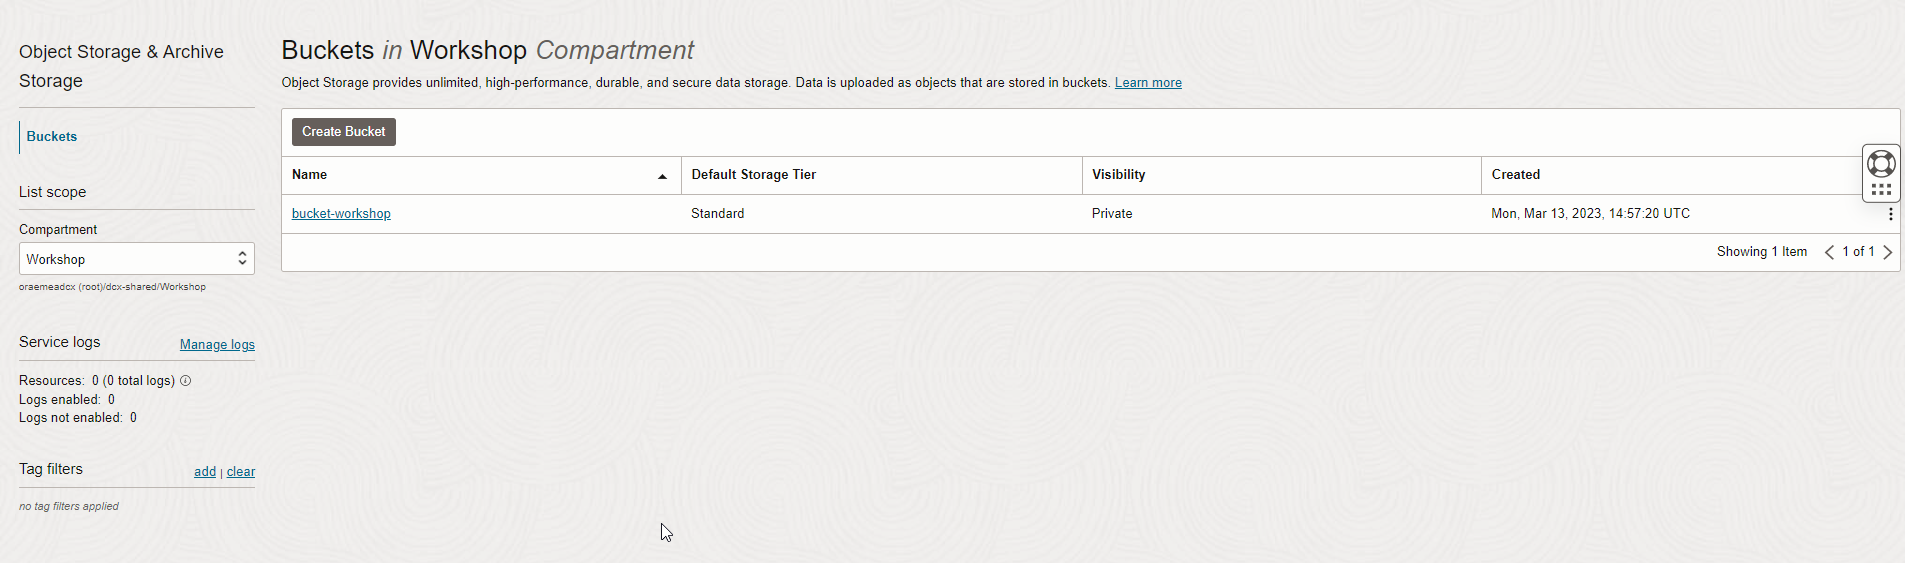 Object Storage & Archive
Storage
Buckets
List scope
Compartment
Workshop
oraemeadcx (root)/dcx-shared/Workshop
Service logs
Manage logs
Resources: 0 (0 total logs)
Logs enabled: 0
Logs not enabled: 0
Tag filters
add | clear
no tag filters applied
Buckets in Workshop Compartment
Object Storage provides unlimited, high-performance, durable, and secure data storage. Data is uploaded as objects that are stored in buckets. Learn more
Create Bucket
Name Default Storage Tier Visibility Created
bucket-workshop Standard Private Mon, Mar 13, 2023, 14:57:20 UTC
Showing 1 Item 1 of 1